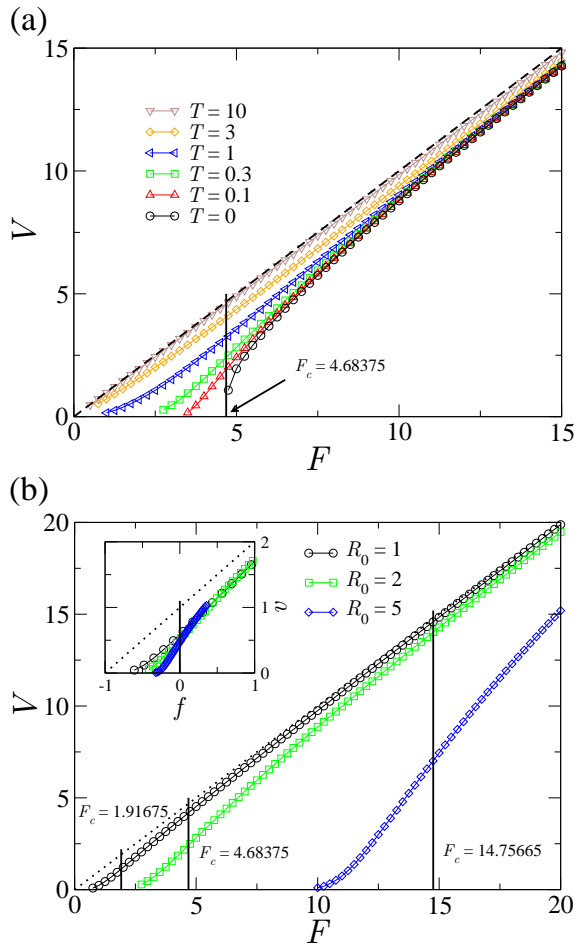 (a)
15
10
5
0
V
T = 10
T = 3
T = 1
T = 0.3
T = 0.1
T = 0
F_c = 4.68375
0 5 10 15
F
(b)
20
15
10
5
0
V
2
1
0
v
-1 0 1
f
R_0 = 1
R_0 = 2
R_0 = 5
F_c = 1.91675
F_c = 4.68375
F_c = 14.75665
0 5 10 15 20
F